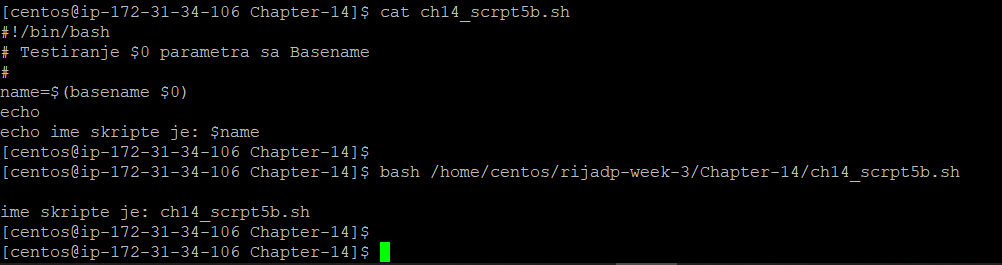 [centos@ip-172-31-34-106 Chapter-14]$ cat ch14_scrpt5b.sh
#!/bin/bash
# Testiranje $0 parametra sa Basename
#
name=$(basename $0)
echo
echo ime skripte je: $name
[centos@ip-172-31-34-106 Chapter-14]$
[centos@ip-172-31-34-106 Chapter-14]$ bash /home/centos/rijadp-week-3/Chapter-14/ch14_scrpt5b.sh

ime skripte je: ch14_scrpt5b.sh
[centos@ip-172-31-34-106 Chapter-14]$
[centos@ip-172-31-34-106 Chapter-14]$